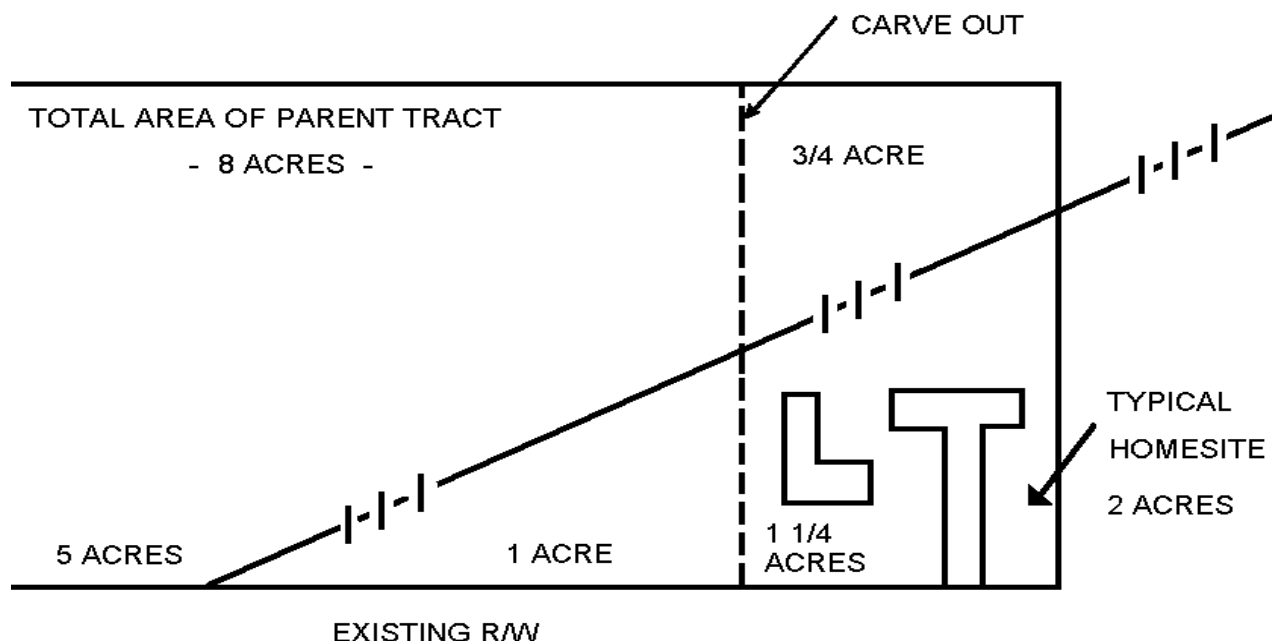 CARVE OUT
TOTAL AREA OF PARENT TRACT
- 8 ACRES -
3/4 ACRE
TYPICAL
HOMESITE
2 ACRES
5 ACRES
1 ACRE
1 1/4
ACRES
EXISTING R/W